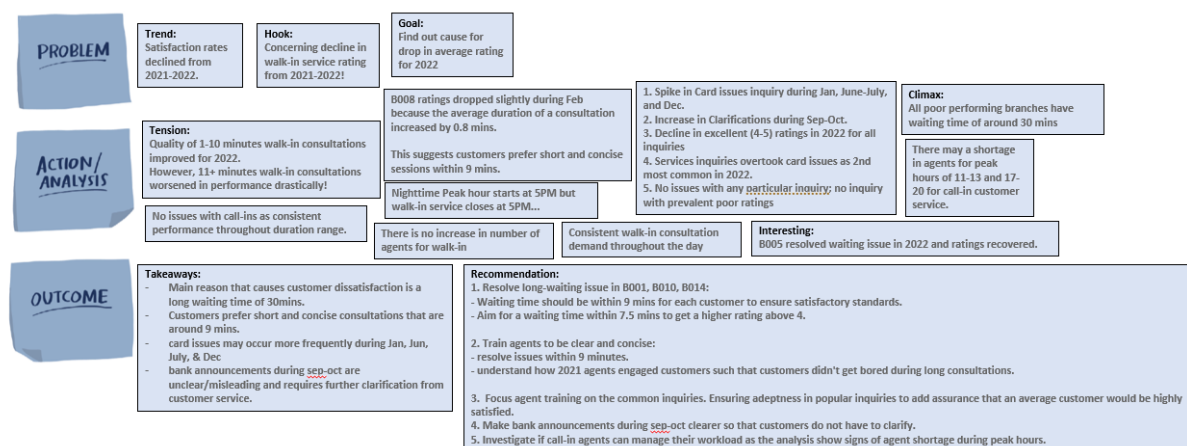 PROBLEM
Trend:
Satisfaction rates
declined from
2021-2022.
Hook:
Concerning decline in
walk-in service rating
from 2021-2022!
Goal:
Find out cause for
drop in average rating
for 2022
ACTION/
ANALYSIS
Tension:
Quality of 1-10 minutes walk-in consultations
improved for 2022.
However, 11+ minutes walk-in consultations
worsened in performance drastically!
No issues with call-ins as consistent
performance throughout duration range.
B008 ratings dropped slightly during Feb
because the average duration of a consultation
increased by 0.8 mins.
This suggests customers prefer short and concise
sessions within 9 mins.
Nighttime Peak hour starts at 5PM but
walk-in service closes at 5PM...
There is no increase in number of
agents for walk-in
1. Spike in Card issues inquiry during Jan, June-July,
and Dec.
2. Increase in Clarifications during Sep-Oct.
3. Decline in excellent (4-5) ratings in 2022 for all
inquiries
4. Services inquiries overtook card issues as 2nd
most common in 2022.
5. No issues with any particular inquiry; no inquiry
with prevalent poor ratings
Consistent walk-in consultation
demand throughout the day
Climax:
All poor performing branches have
waiting time of around 30 mins
There may a shortage
in agents for peak
hours of 11-13 and 17-
20 for call-in customer
service.
Interesting:
B005 resolved waiting issue in 2022 and ratings recovered.
OUTCOME
Takeaways:
- Main reason that causes customer dissatisfaction is a
long waiting time of 30mins.
- Customers prefer short and concise consultations that are
around 9 mins.
- card issues may occur more frequently during Jan, Jun,
July, & Dec
- bank announcements during sep-oct are
unclear/misleading and requires further clarification from
customer service.
Recommendation:
1. Resolve long-waiting issue in B001, B010, B014:
- Waiting time should be within 9 mins for each customer to ensure satisfactory standards.
- Aim for a waiting time within 7.5 mins to get a higher rating above 4.
2. Train agents to be clear and concise:
- resolve issues within 9 minutes.
- understand how 2021 agents engaged customers such that customers didn't get bored during long consultations.
3. Focus agent training on the common inquiries. Ensuring adeptness in popular inquiries to add assurance that an average customer would be highly
satisfied.
4. Make bank announcements during sep-oct clearer so that customers do not have to clarify.
5. Investigate if call-in agents can manage their workload as the analysis show signs of agent shortage during peak hours.